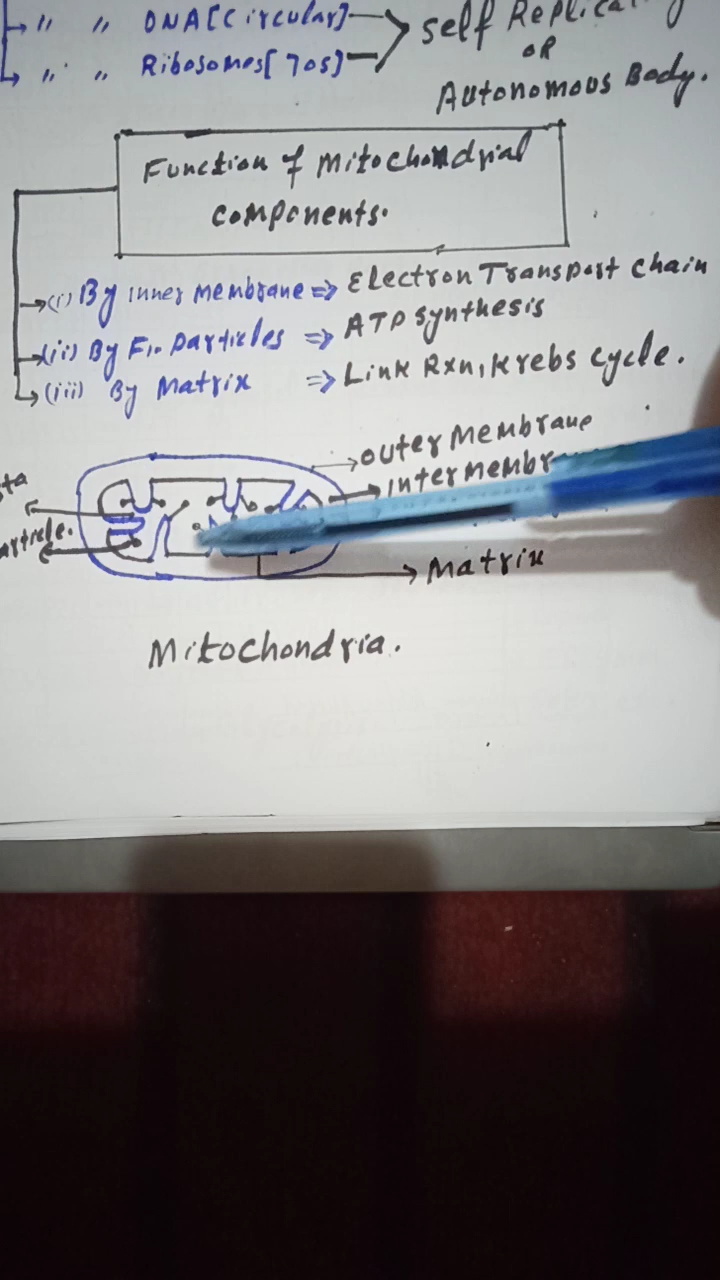 " " DNA [Circular]
" " Ribosomes [70s]
self
OR
Autonomous Body.
Function of Mitochondrial
components.
(i) By Inner Membrane ⇒ Electron Transport chain
(ii) By F1. Particles ⇒ ATP synthesis
(iii) By Matrix ⇒ Link Rxn, Krebs cycle.
outer Membrane
Matrix
Mitochondria.